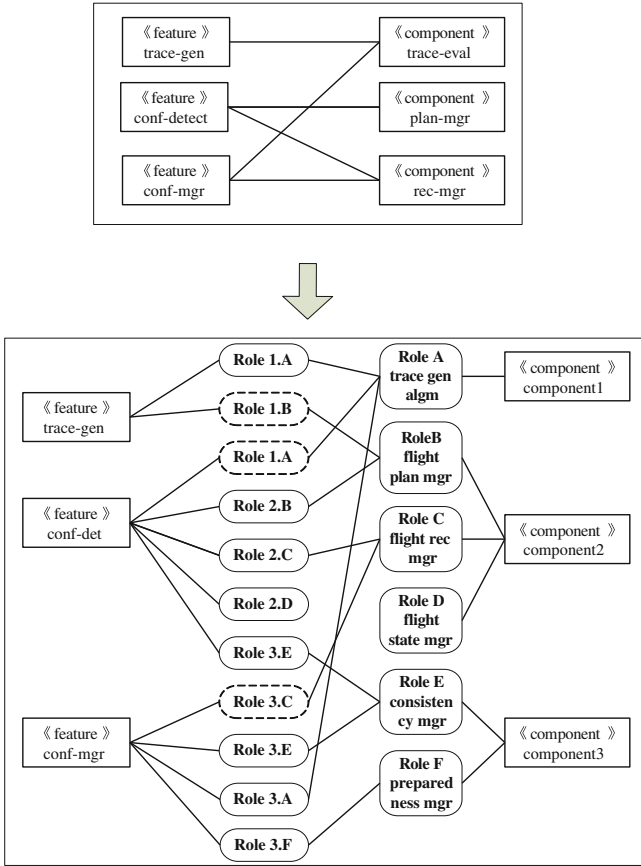 《feature 》
trace-gen
《component 》
trace-eval
《feature 》
conf-detect
《component 》
plan-mgr
《feature 》
conf-mgr
《component 》
rec-mgr
Role 1.A
Role 1.B
Role 1.A
Role 2.B
Role 2.C
Role 2.D
Role 3.E
Role 3.C
Role 3.E
Role 3.A
Role 3.F
《feature 》
trace-gen
《feature 》
conf-det
《feature 》
conf-mgr
Role A
trace gen
algm
RoleB
flight
plan mgr
Role C
flight rec
mgr
Role D
flight
state mgr
Role E
consisten
cy mgr
Role F
prepared
ness mgr
《component 》
component1
《component 》
component2
《component 》
component3